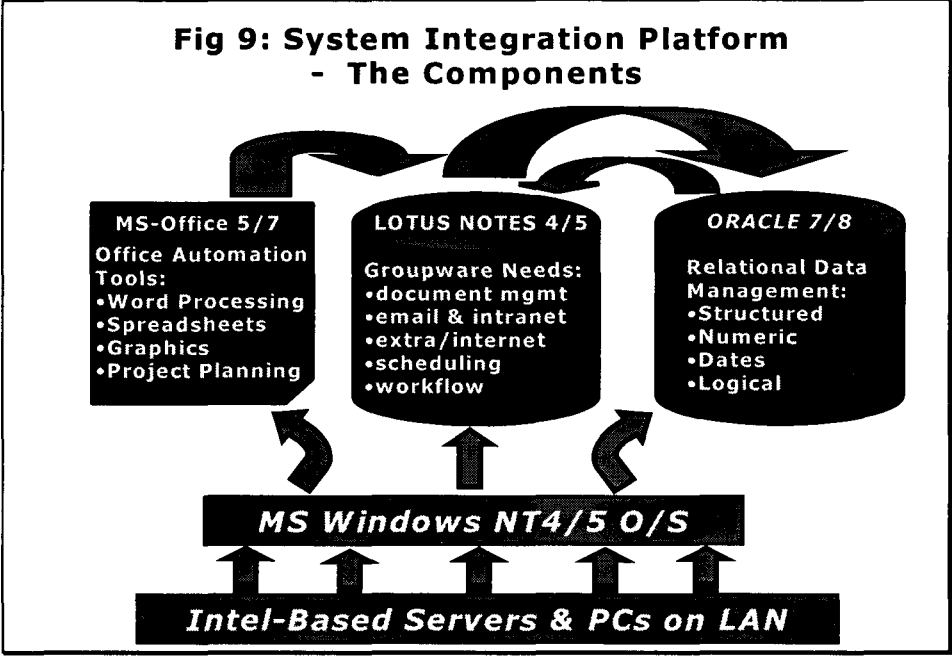 Fig 9: System Integration Platform
- The Components
MS-Office 5/7
Office Automation
Tools:
•Word Processing
•Spreadsheets
•Graphics
•Project Planning
LOTUS NOTES 4/5
Groupware Needs:
•document mgmt
•email & intranet
•extra/internet
•scheduling
•workflow
ORACLE 7/8
Relational Data
Management:
•Structured
•Numeric
•Dates
•Logical
MS Windows NT4/5 O/S
Intel-Based Servers & PCs on LAN